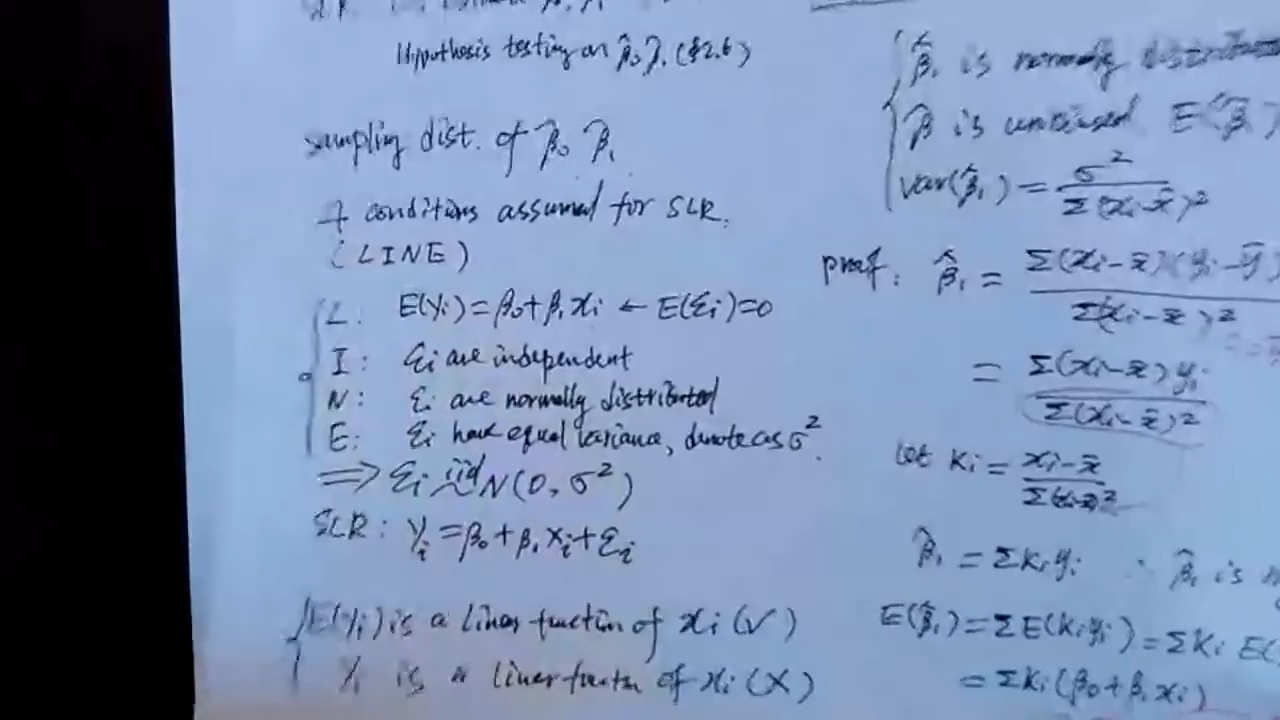 Hypothesis testing on β̂₀ β̂₁ (§2.6)
sampling dist. of β̂₀ β̂₁
4 conditions assumed for SLR.
(LINE)
L: E(Yi)=β₀+β₁xi ← E(εi)=0
I: εi are independent
N: εi are normally distributed
E: εi have equal variance, denote as σ².
⟹ εi iid~ N(0, σ²)
SLR: Yi=β₀+β₁xi+εi
E(Yi) is a linear function of xi (√)
Yi is a linear function of xi (X)
β̂₁ is normally distributed
β̂ is unbiased E(β̂₁)
var(β̂₁) = σ² / Σ(xi-x̄)²
proof: β̂₁ = Σ(xi-x̄)(yi-ȳ) / Σ(xi-x̄)²
= Σ(xi-x̄)yi / Σ(xi-x̄)²
let Ki = xi-x̄ / Σ(xi-x̄)²
β̂₁ = ΣKiyi ∴ β̂₁ is
E(β̂₁)=ΣE(Kiyi)=ΣKi E(
=ΣKi(β₀+β₁xi)